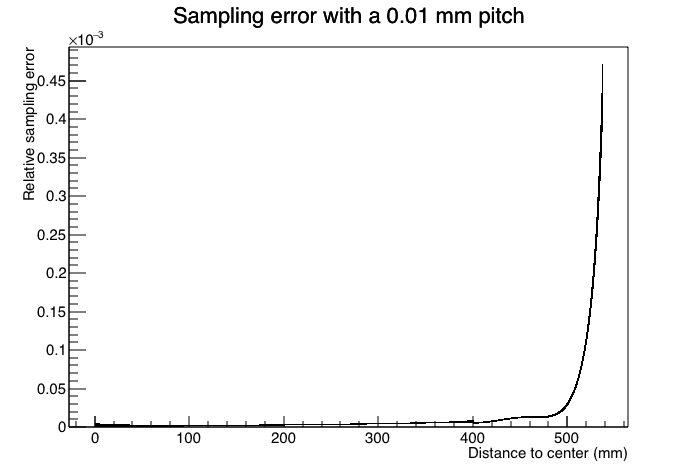 Sampling error with a 0.01 mm pitch
×10⁻³
Relative sampling error
0.45
0.4
0.35
0.3
0.25
0.2
0.15
0.1
0.05
0
0 100 200 300 400 500
Distance to center (mm)